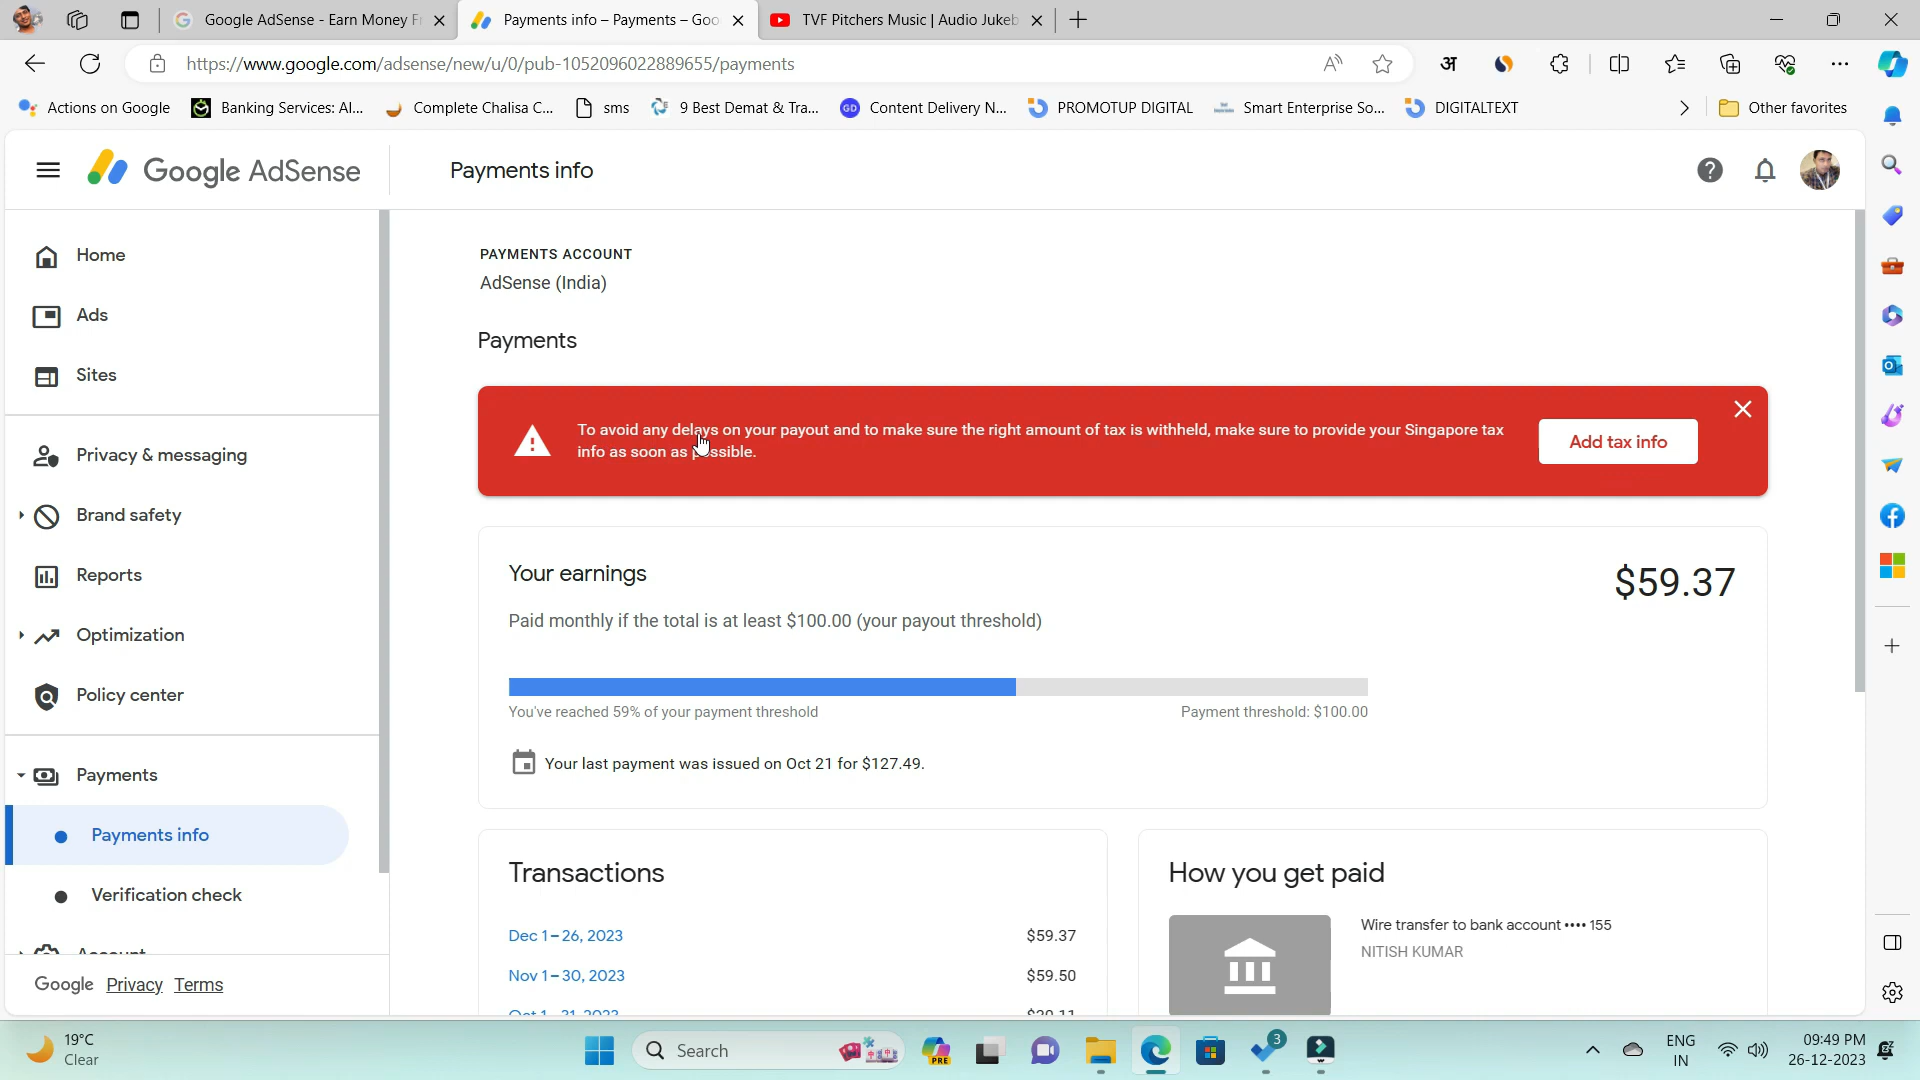 Google AdSense - Earn Money F
Payments info – Payments – Goo
TVF Pitchers Music | Audio Jukeb
https://www.google.com/adsense/new/u/0/pub-1052096022889655/payments
अ
Actions on Google
Banking Services: Al...
Complete Chalisa C...
sms
9 Best Demat & Tra...
GD
Content Delivery N...
PROMOTUP DIGITAL
Smart Enterprise So...
DIGITALTEXT
Other favorites
Google AdSense
Payments info
Home
Ads
Sites
Privacy & messaging
Brand safety
Reports
Optimization
Policy center
Payments
Payments info
Verification check
Account
Google Privacy Terms
PAYMENTS ACCOUNT
AdSense (India)
Payments
To avoid any delays on your payout and to make sure the right amount of tax is withheld, make sure to provide your Singapore tax
info as soon as possible.
Add tax info
Your earnings
$59.37
Paid monthly if the total is at least $100.00 (your payout threshold)
You've reached 59% of your payment threshold
Payment threshold: $100.00
Your last payment was issued on Oct 21 for $127.49.
Transactions
Dec 1–26, 2023 $59.37
Nov 1–30, 2023 $59.50
Oct 1–31, 2023
How you get paid
Wire transfer to bank account •••• 155
NITISH KUMAR
19°C
Clear
Search
PRE
3
ENG
IN
09:49 PM
26-12-2023